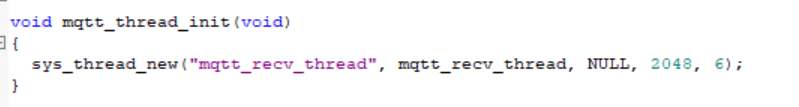 void mqtt_thread_init(void)
{
  sys_thread_new("mqtt_recv_thread", mqtt_recv_thread, NULL, 2048, 6);
}